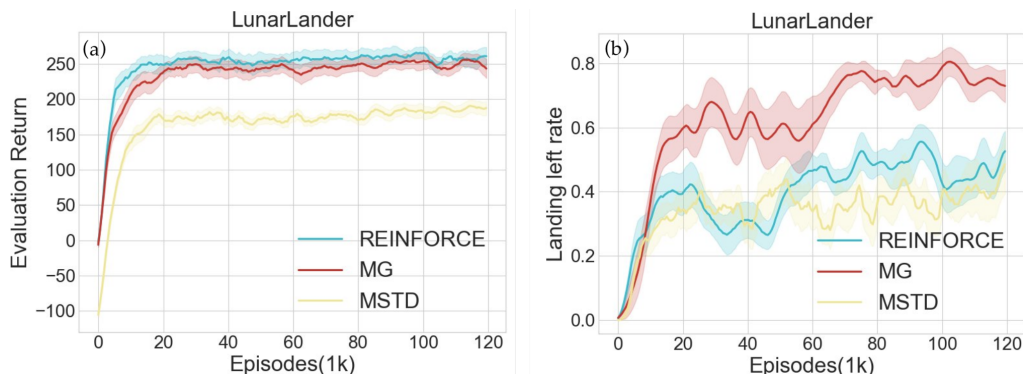 LunarLander
(a)
Evaluation Return
250
200
150
100
50
0
−50
−100
0 20 40 60 80 100 120
Episodes(1k)
REINFORCE
MG
MSTD
LunarLander
(b)
Landing left rate
0.8
0.6
0.4
0.2
0.0
0 20 40 60 80 100 120
Episodes(1k)
REINFORCE
MG
MSTD